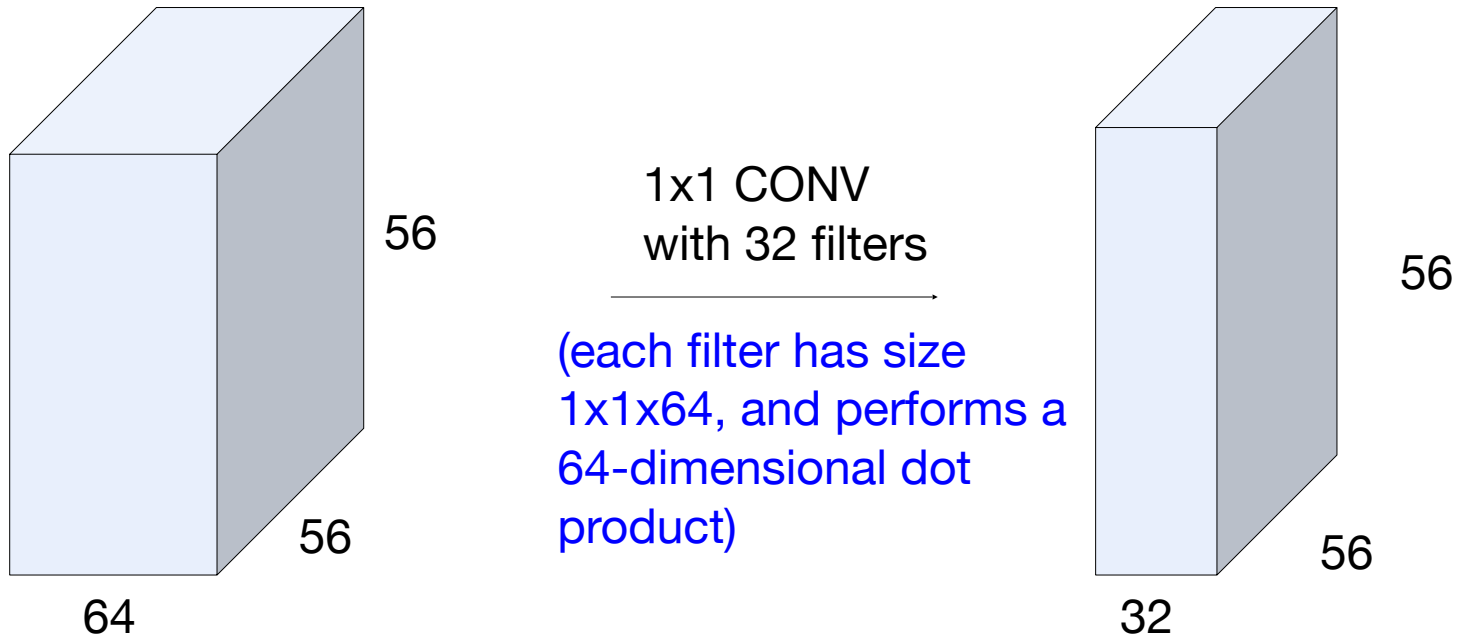 56
56
64
1x1 CONV
with 32 filters
(each filter has size
1x1x64, and performs a
64-dimensional dot
product)
56
56
32